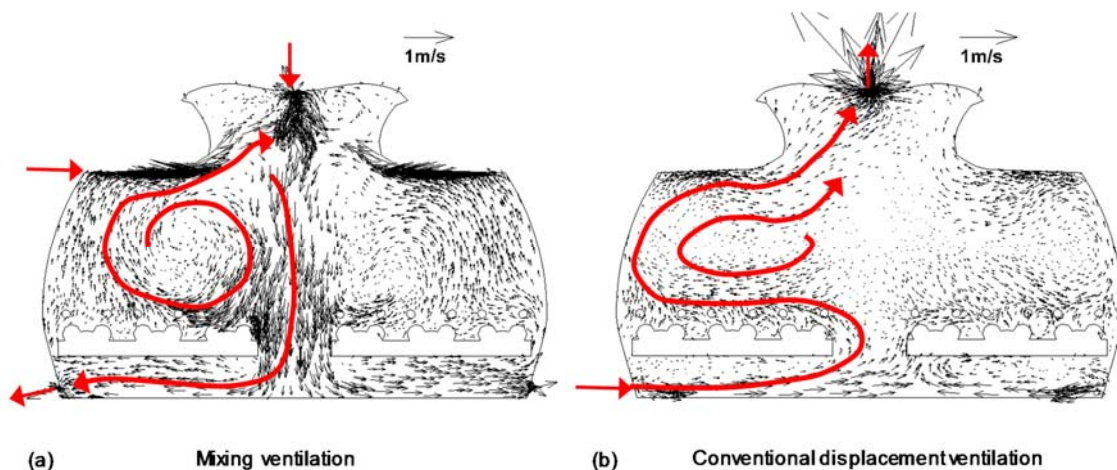 1m/s
1m/s
(a) Mixing ventilation
(b) Conventional displacement ventilation